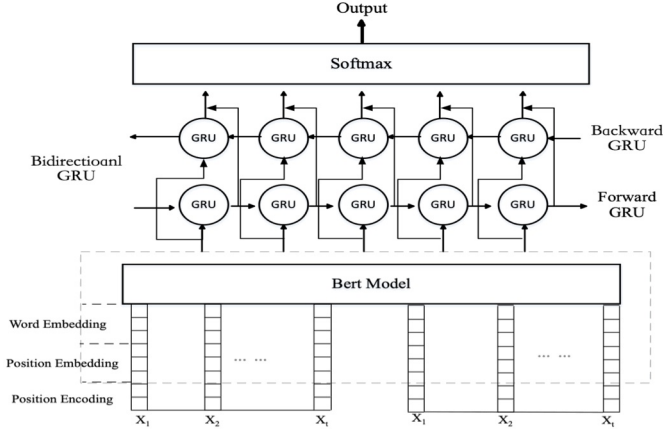 Output
Softmax
GRU GRU GRU GRU GRU
Backward
GRU
Bidirectioanl
GRU
GRU GRU GRU GRU GRU
Forward
GRU
Bert Model
Word Embedding
Position Embedding
... ...
... ...
Position Encoding
X1 X2 Xt X1 X2 Xt